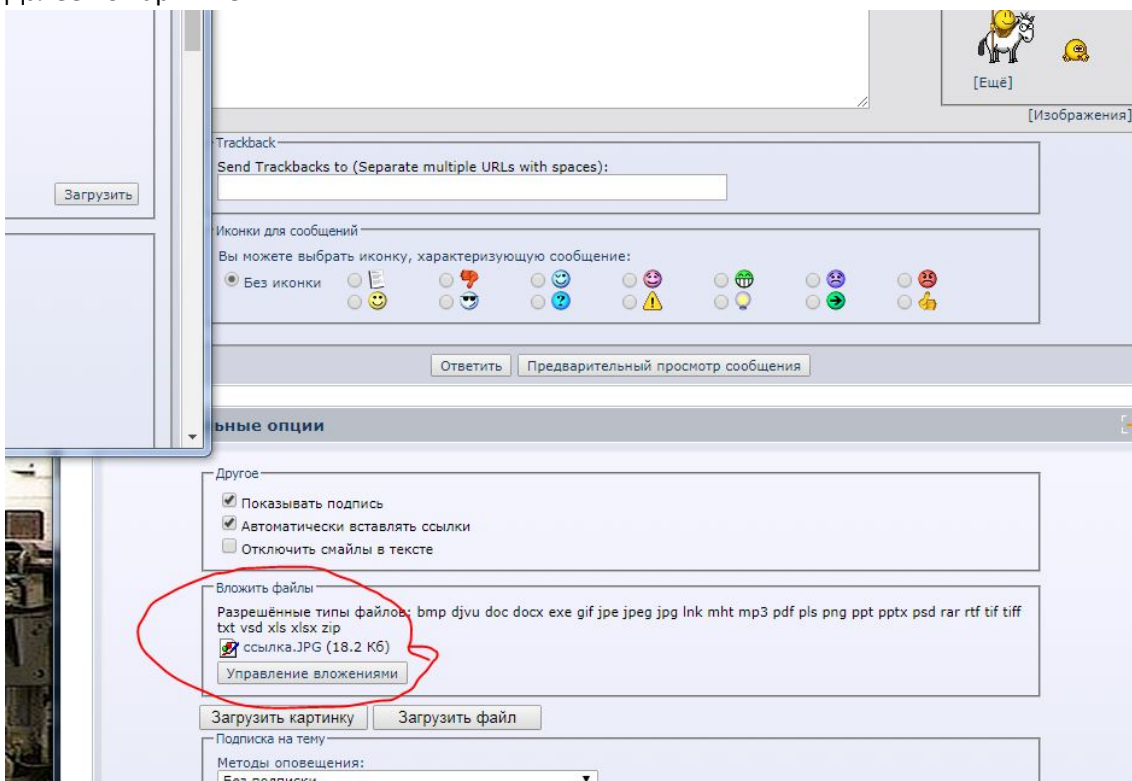 [Ещё]
[Изображения]
Trackback
Send Trackbacks to (Separate multiple URLs with spaces):
Загрузить
Иконки для сообщений
Вы можете выбрать иконку, характеризующую сообщение:
Без иконки
Ответить Предварительный просмотр сообщения
ьные опции
Другое
Показывать подпись
Автоматически вставлять ссылки
Отключить смайлы в тексте
Вложить файлы
Разрешённые типы файлов: bmp djvu doc docx exe gif jpe jpeg jpg lnk mht mp3 pdf pls png ppt pptx psd rar rtf tif tiff
txt vsd xls xlsx zip
ссылка.JPG (18.2 Кб)
Управление вложениями
Загрузить картинку Загрузить файл
Подписка на тему
Методы оповещения:
Без подписки